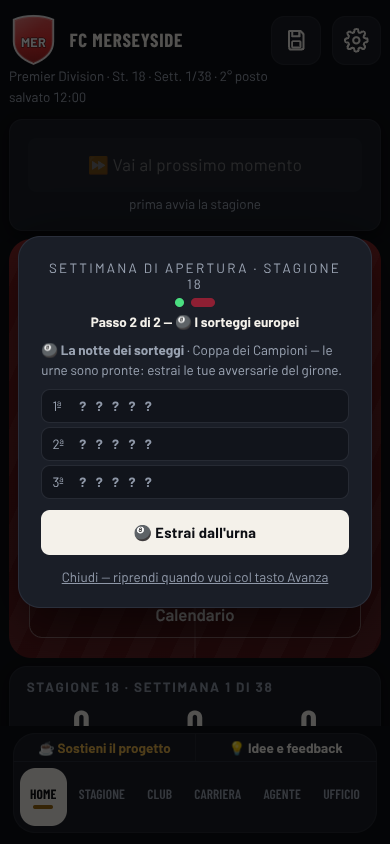 MER
FC MERSEYSIDE
Premier Division · St. 18 · Sett. 1/38 · 2° posto
salvato 12:00
⏩ Vai al prossimo momento
prima avvia la stagione
SETTIMANA DI APERTURA · STAGIONE
18
Passo 2 di 2 — 🎱 I sorteggi europei
🎱 La notte dei sorteggi · Coppa dei Campioni — le
urne sono pronte: estrai le tue avversarie del girone.
1ª ? ? ? ? ?
2ª ? ? ? ? ?
3ª ? ? ? ? ?
🎱 Estrai dall'urna
Chiudi — riprendi quando vuoi col tasto Avanza
Calendario
STAGIONE 18 · SETTIMANA 1 DI 38
0 0 0
☕ Sostieni il progetto 💡 Idee e feedback
HOME STAGIONE CLUB CARRIERA AGENTE UFFICIO